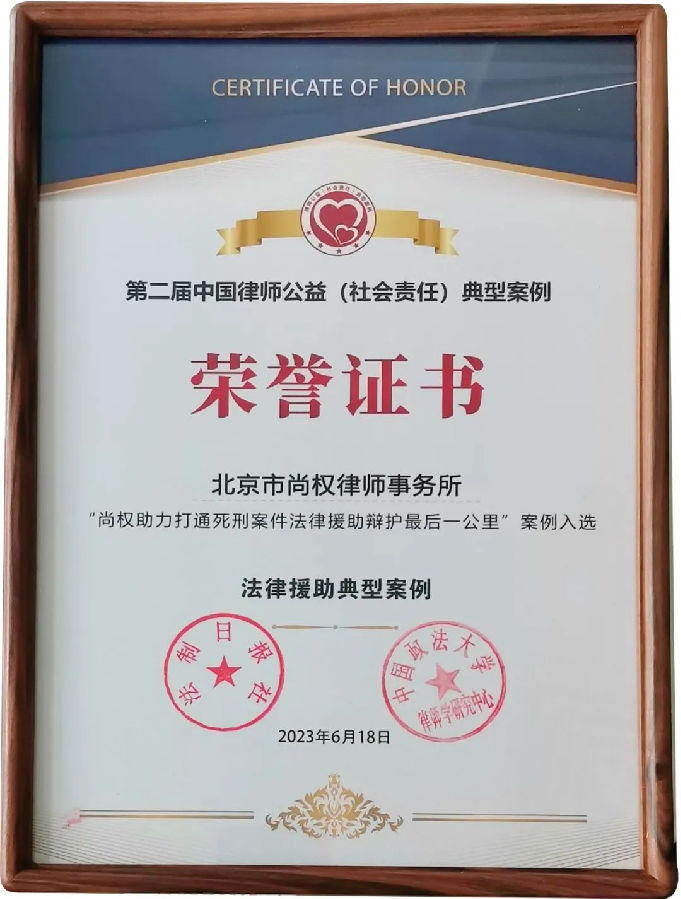 CERTIFICATE OF HONOR
第二届中国律师公益（社会责任）典型案例
荣誉证书
北京市尚权律师事务所
“尚权助力打通死刑案件法律援助辩护最后一公里”案例入选
法律援助典型案例
法制日报社
中国政法大学
律师学研究中心
2023年6月18日